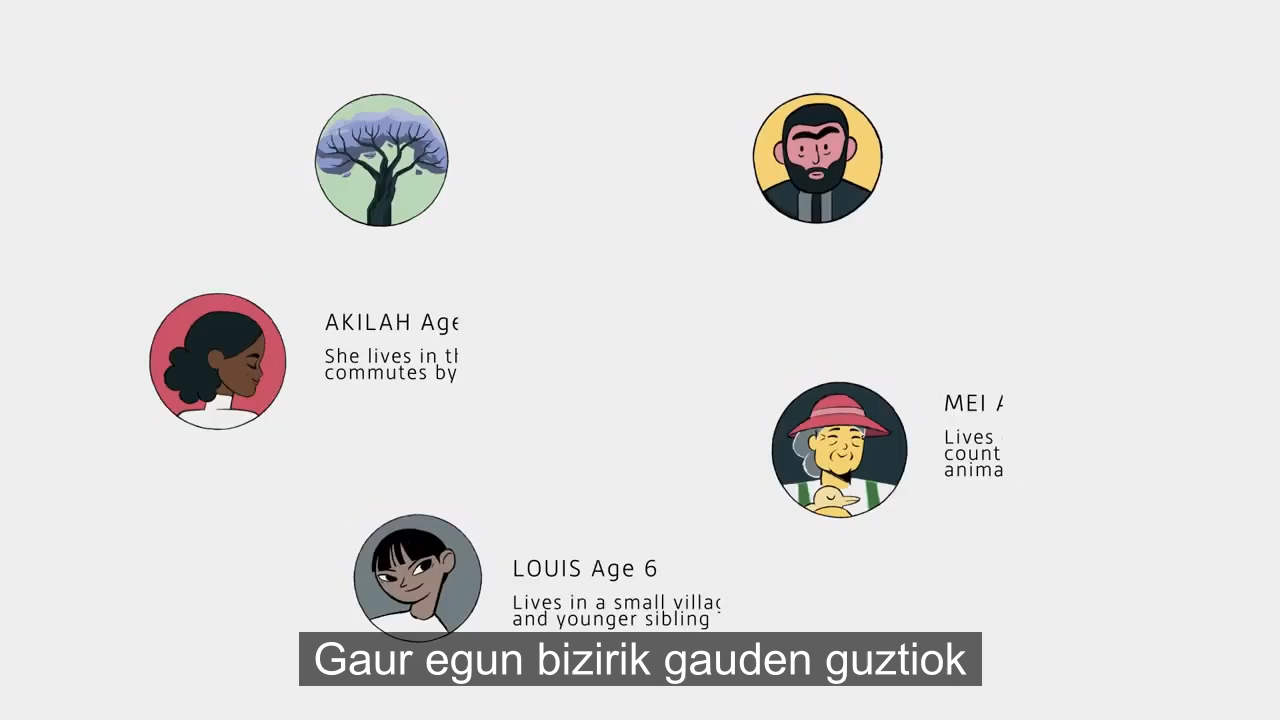 AKILAH Age
She lives in th
commutes by
MEI A
Lives
count
anima
LOUIS Age 6
Lives in a small villag
and younger sibling
Gaur egun bizirik gauden guztiok